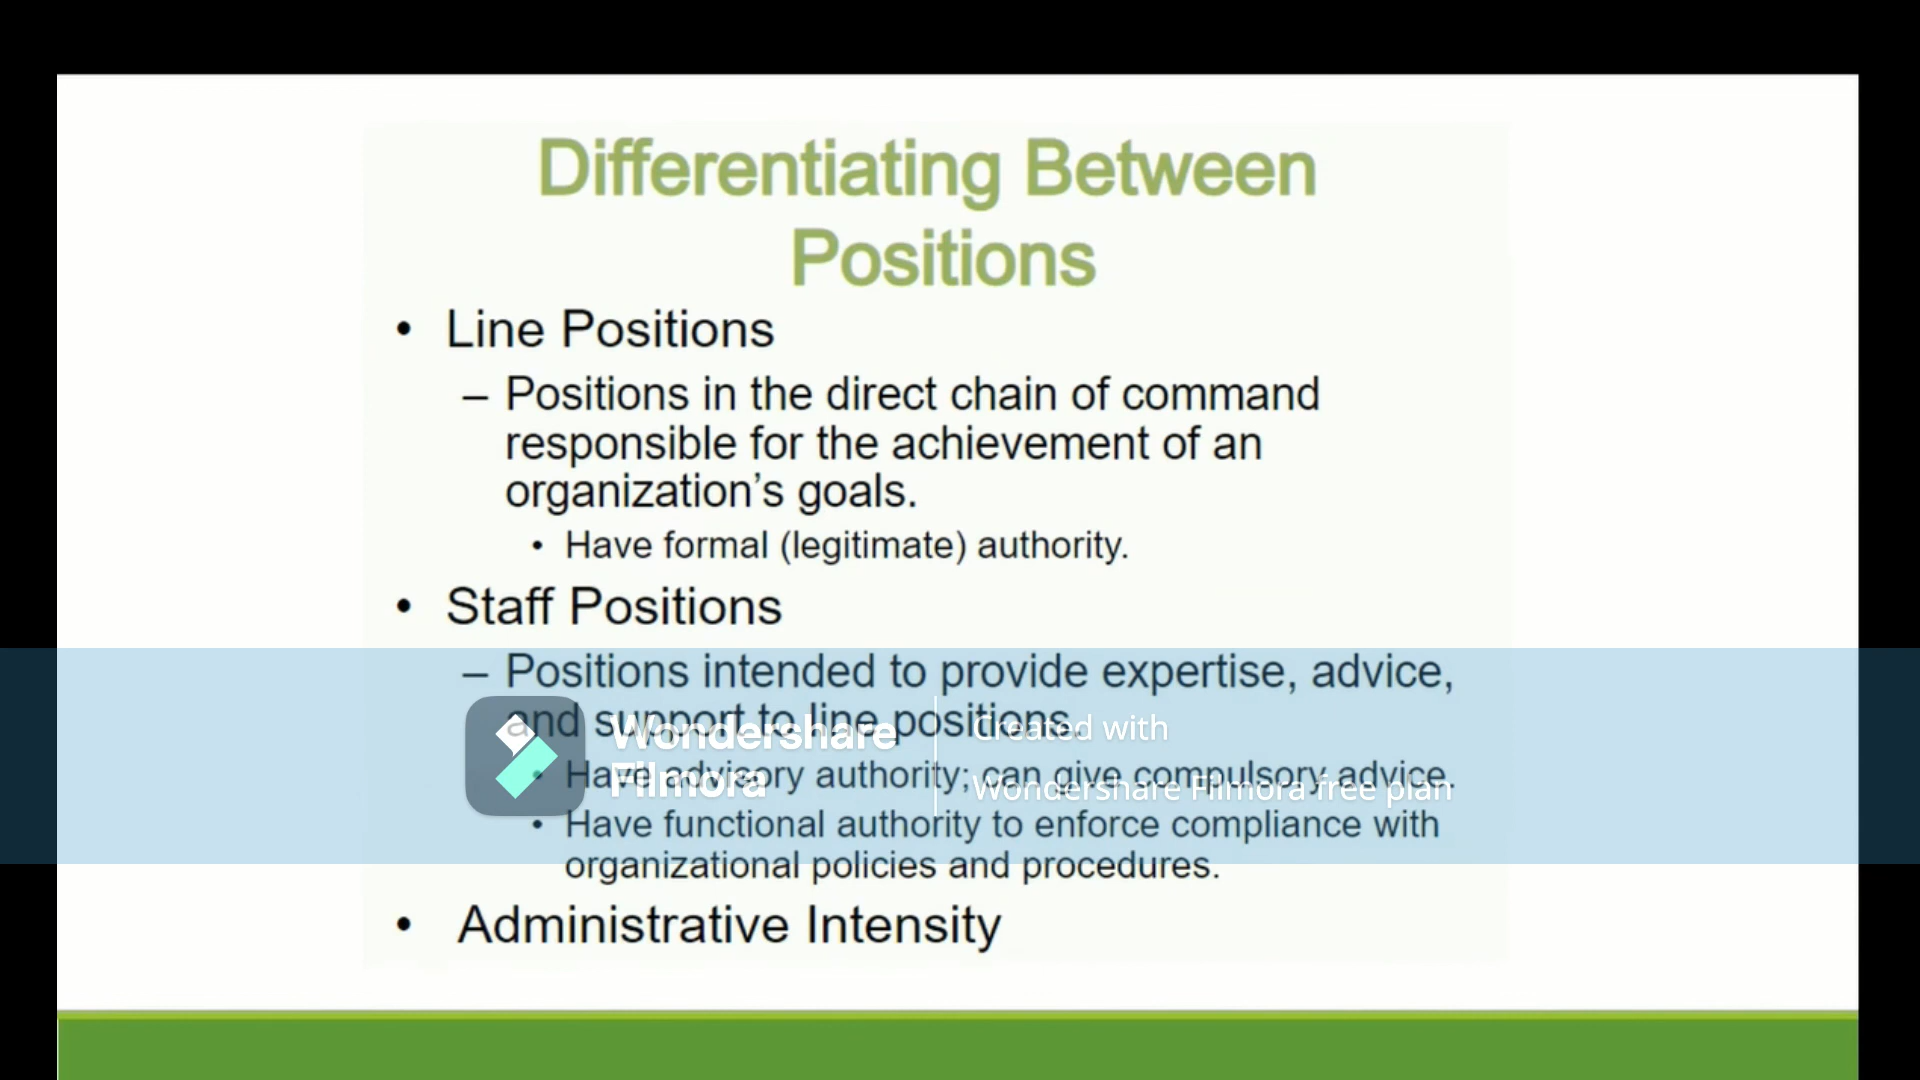 Differentiating Between
Positions
• Line Positions
– Positions in the direct chain of command
responsible for the achievement of an
organization’s goals.
• Have formal (legitimate) authority.
• Staff Positions
– Positions intended to provide expertise, advice,
and support to line positions.
• Have advisory authority; can give compulsory advice.
• Have functional authority to enforce compliance with
organizational policies and procedures.
• Administrative Intensity
Wondershare
Filmora
Created with
Wondershare Filmora free plan